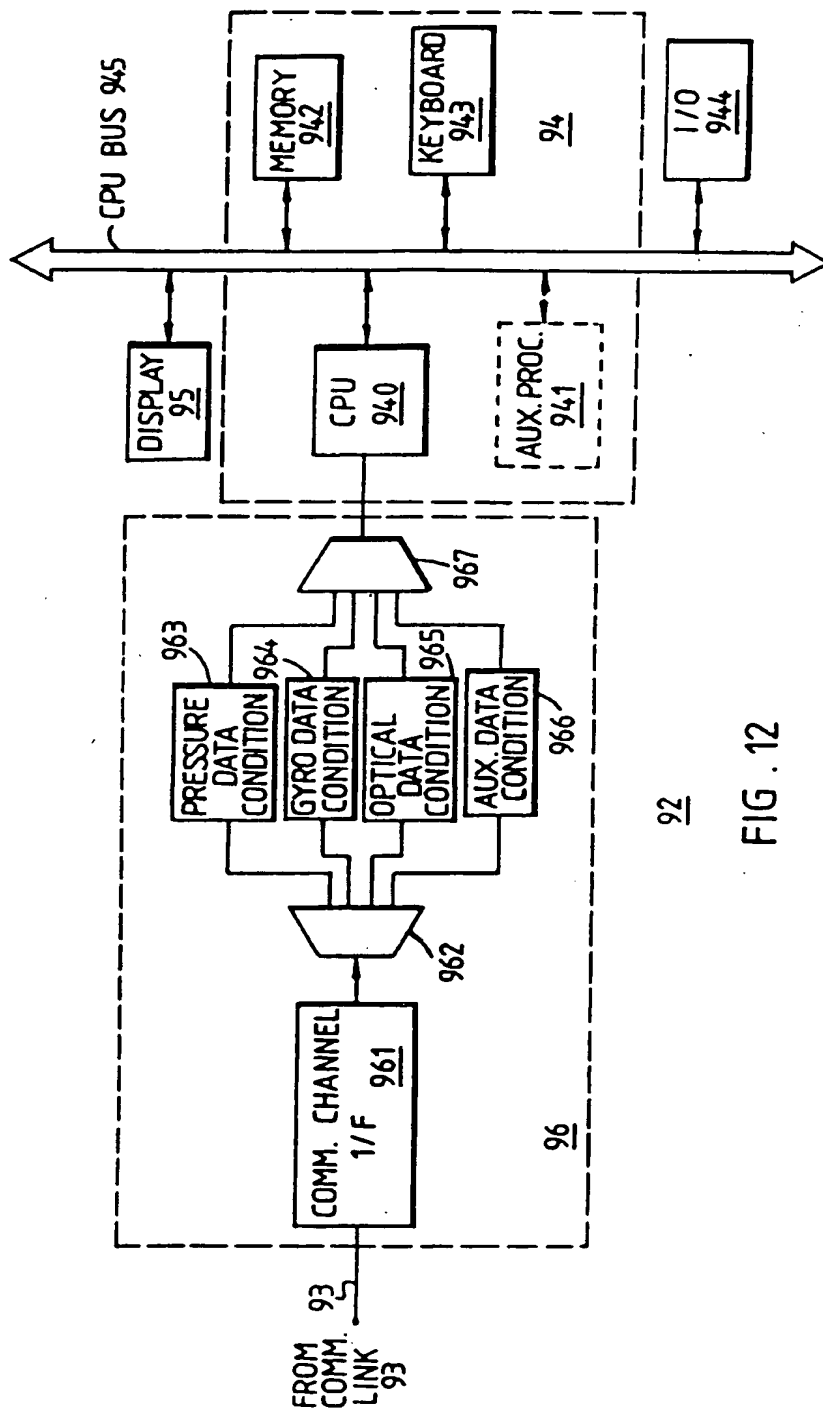 FROM
COMM.
LINK
93
93
COMM. CHANNEL
1/F
961
962
PRESSURE
DATA
CONDITION
963
GYRO DATA
CONDITION
964
OPTICAL
DATA
CONDITION
965
AUX. DATA
CONDITION
966
967
96
DISPLAY
95
CPU
940
AUX. PROC.
941
CPU BUS 945
MEMORY
942
KEYBOARD
943
94
I/O
944
92
FIG. 12